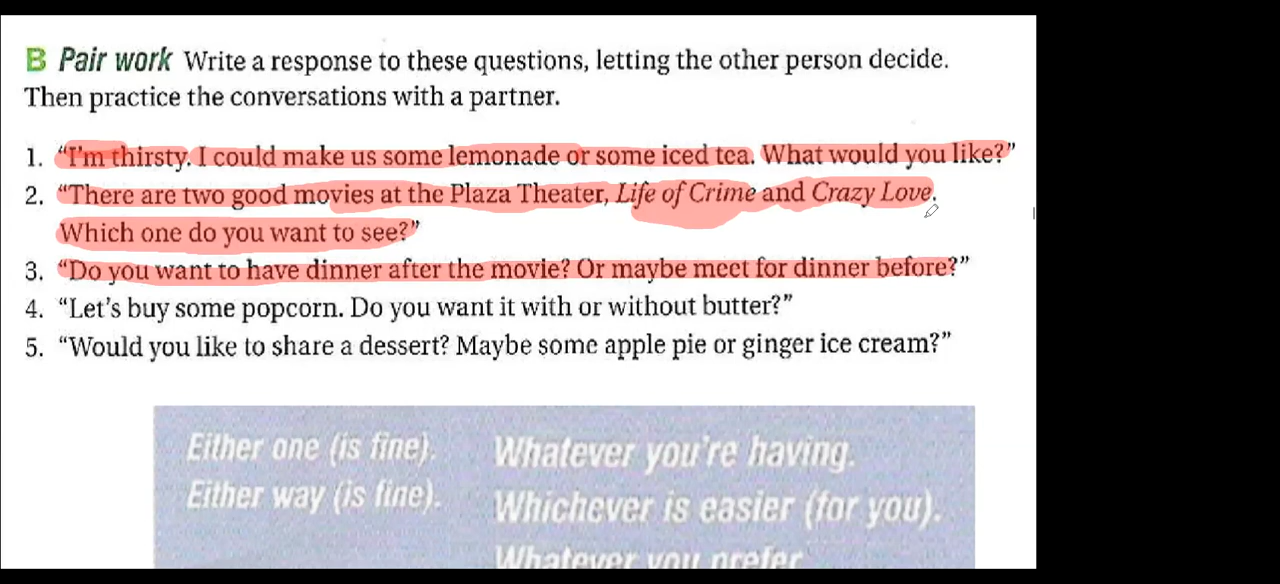 B Pair work Write a response to these questions, letting the other person decide.
Then practice the conversations with a partner.
1. “I'm thirsty. I could make us some lemonade or some iced tea. What would you like?”
2. “There are two good movies at the Plaza Theater, Life of Crime and Crazy Love.
Which one do you want to see?”
3. “Do you want to have dinner after the movie? Or maybe meet for dinner before?”
4. “Let's buy some popcorn. Do you want it with or without butter?”
5. “Would you like to share a dessert? Maybe some apple pie or ginger ice cream?”
Either one (is fine).
Either way (is fine).
Whatever you're having.
Whichever is easier (for you).
Whatever you prefer